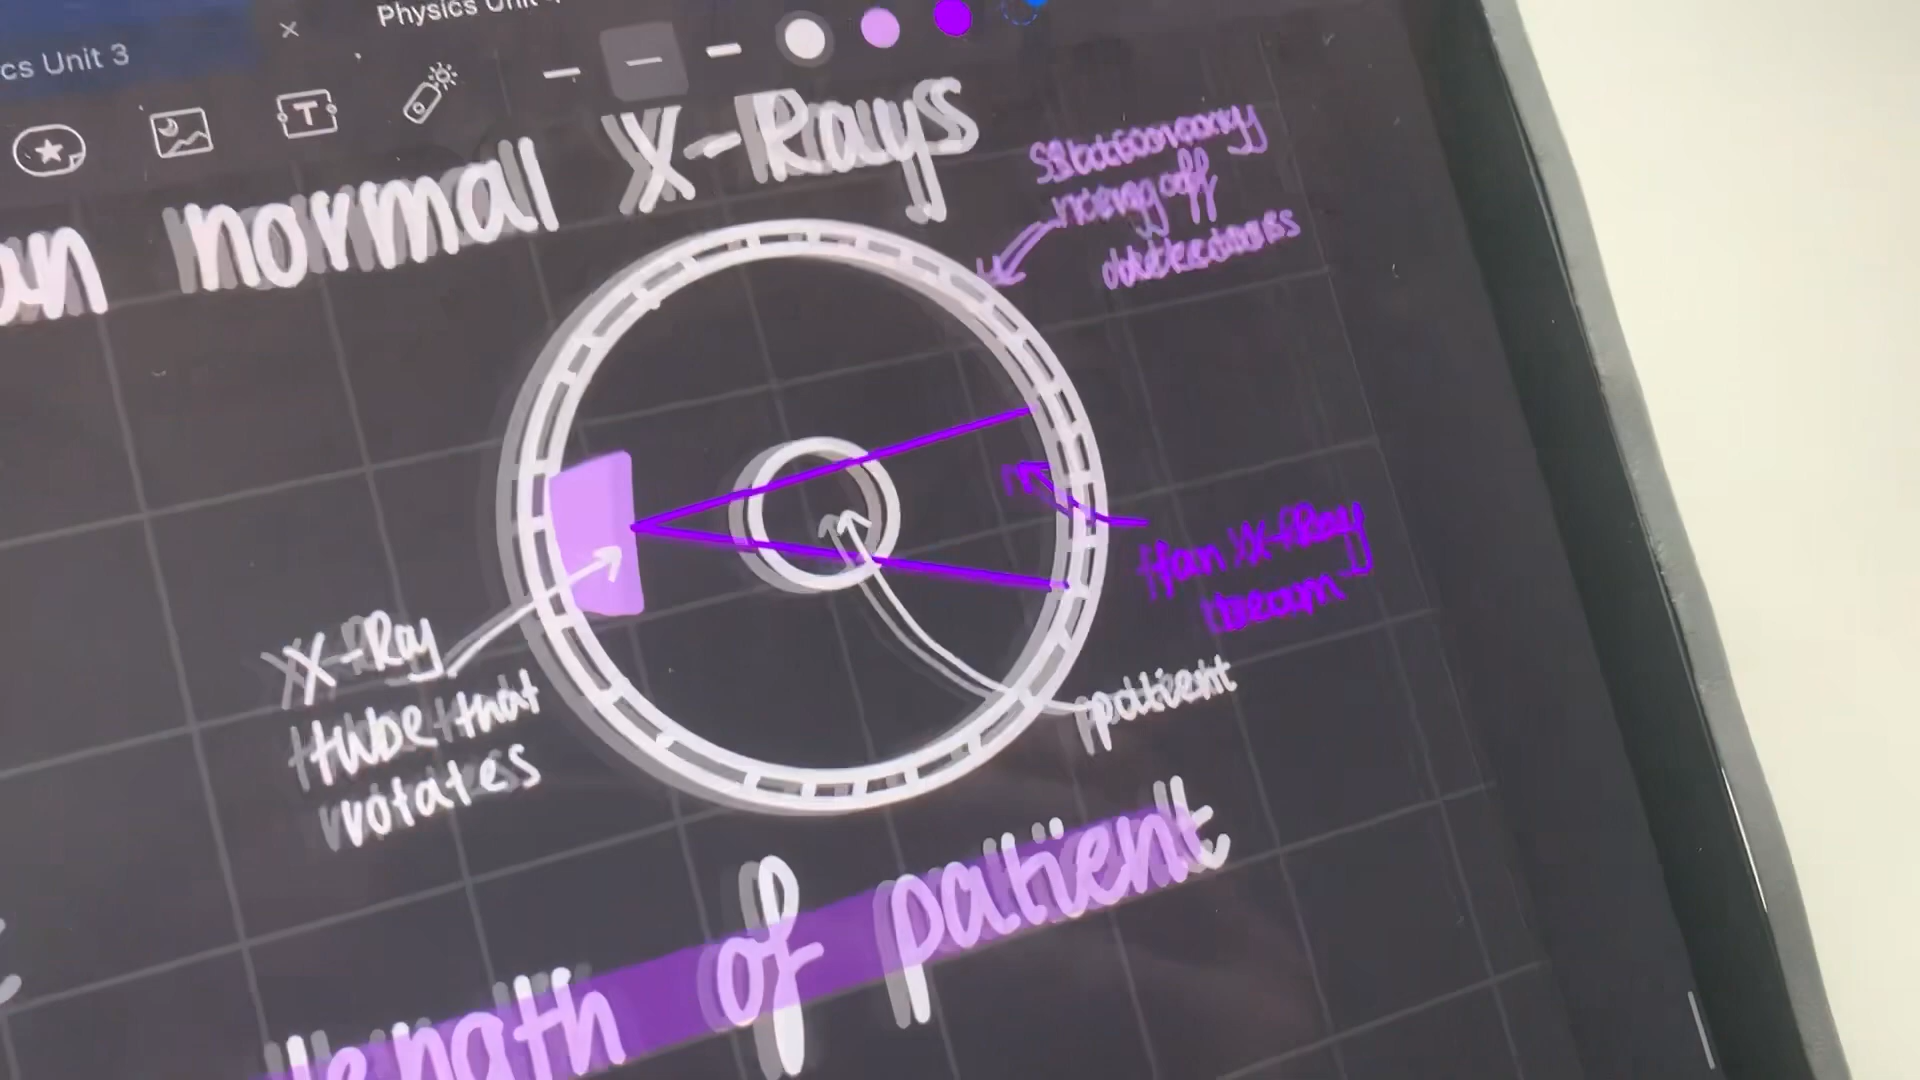 Physics Unit
cs Unit 3
T
an normal X-Rays
Stationary
ring of
detectors
fan X-Ray
beam
X-Ray
tube that
rotates
patient
length of patient